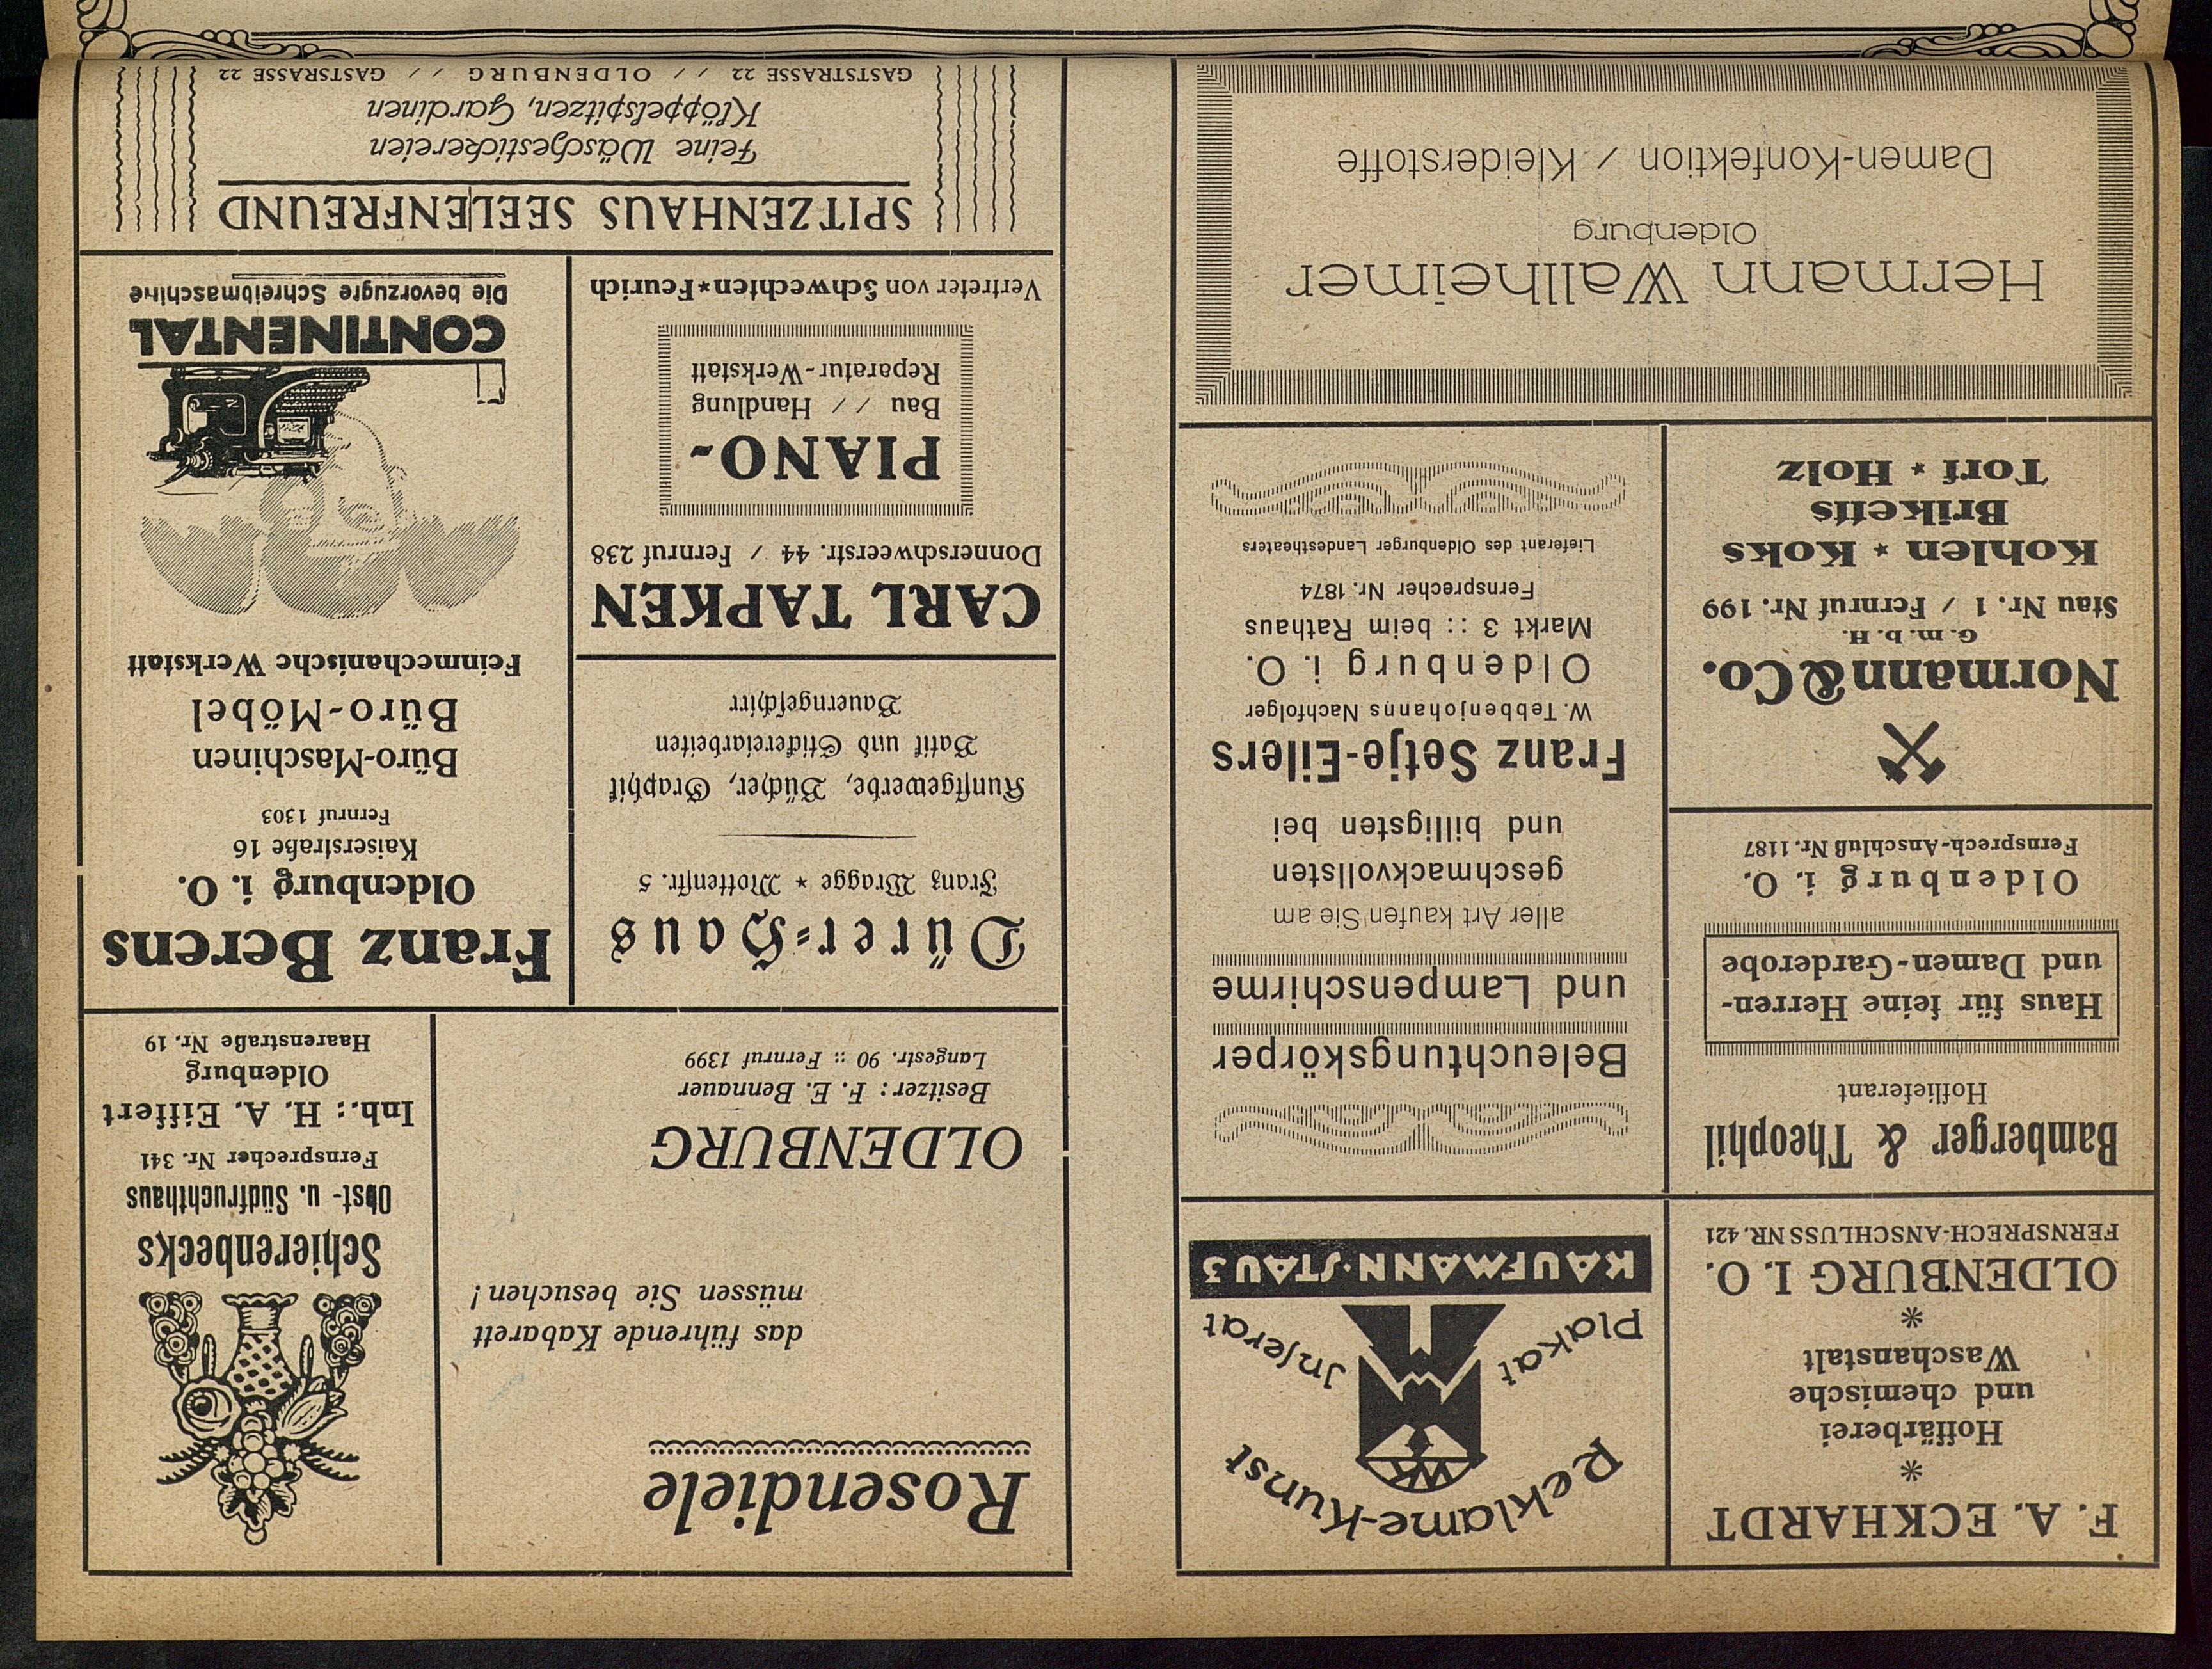 F. A. ECKHARDT
*
Hoffärberei
und chemische
Waschanstalt
*
OLDENBURG I. O.
FERNSPRECH-ANSCHLUSS NR. 421
Reklame-Kunst
WK
Plakat Inserat
KAUFMANN·STAU 3
Bamberger & Theophil
Hoflieferant
Haus für feine Herren-
und Damen-Garderobe
Oldenburg i. O.
Fernsprech-Anschluß Nr. 1187
Normann & Co.
G. m. b. H.
Stau Nr. 1 / Fernruf Nr. 199
Kohlen * Koks
Briketts
Torf * Holz
Beleuchtungskörper
und Lampenschirme
aller Art kaufen Sie am
geschmackvollsten
und billigsten bei
Franz Setje-Eilers
W. Tebbenjohanns Nachfolger
Oldenburg i. O.
Markt 3 :: beim Rathaus
Fernsprecher Nr. 1874
Lieferant des Oldenburger Landestheaters
Hermann Wallheimer
Oldenburg
Damen-Konfektion / Kleiderstoffe
Rosendiele
das führende Kabarett
müssen Sie besuchen!
OLDENBURG
Besitzer: F. E. Bennauer
Langestr. 90 :: Fernruf 1399
Schierenbecks
Obst- u. Südfruchthaus
Fernsprecher Nr. 341
Inh.: H. A. Eiffert
Oldenburg
Haarenstraße Nr. 19
Dürer-Haus
Franz Wragge * Mottenstr. 5
Kunstgewerbe, Bücher, Graphik
Batik und Stickereiarbeiten
Bauerngeschirr
CARL TAPKEN
Donnerschweerstr. 44 / Fernruf 238
PIANO-
Bau // Handlung
Reparatur-Werkstatt
Vertreter von Schwechten*Feurich
Franz Berens
Oldenburg i. O.
Kaiserstraße 16
Fernruf 1303
Büro-Maschinen
Büro-Möbel
Feinmechanische Werkstatt
CONTINENTAL
Die bevorzugte Schreibmaschine
SPITZENHAUS SEELENFREUND
Feine Wäschestickereien
Klöppelspitzen, Gardinen
GASTSTRASSE 22 // OLDENBURG // GASTSRASSE 22